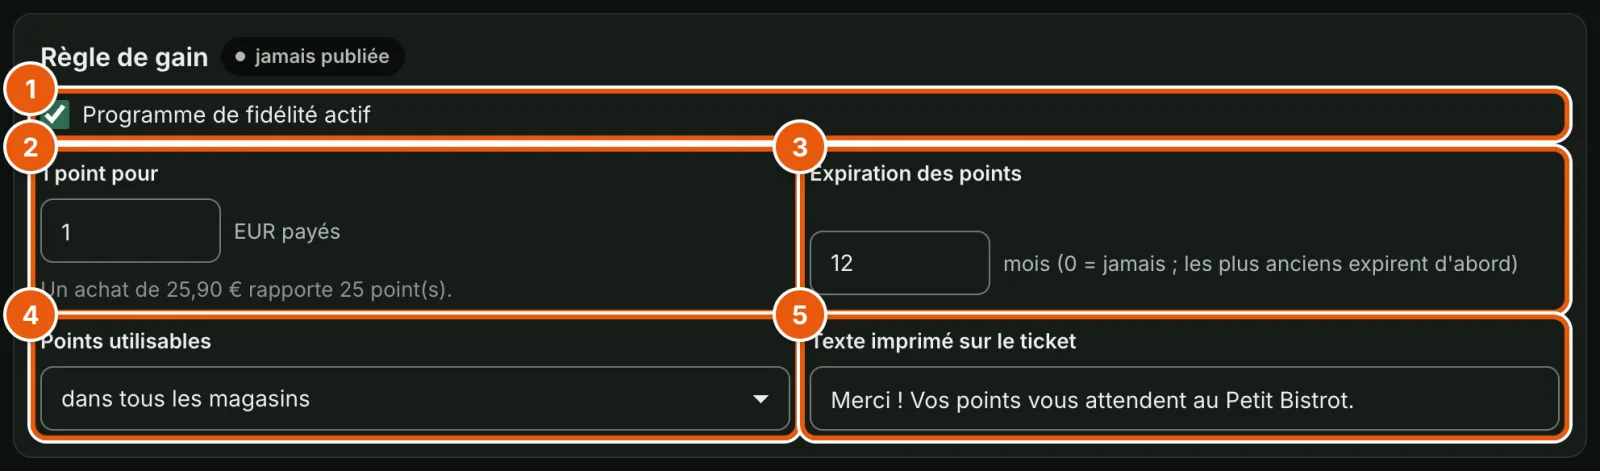 Règle de gain
jamais publiée
1
Programme de fidélité actif
2
1 point pour
1
EUR payés
Un achat de 25,90 € rapporte 25 point(s).
3
Expiration des points
12
mois (0 = jamais ; les plus anciens expirent d'abord)
4
Points utilisables
dans tous les magasins
5
Texte imprimé sur le ticket
Merci ! Vos points vous attendent au Petit Bistrot.